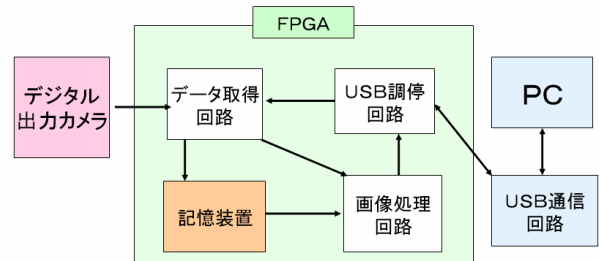 FPGA
デジタル
出力カメラ
データ取得
回路
USB調停
回路
PC
記憶装置
画像処理
回路
USB通信
回路